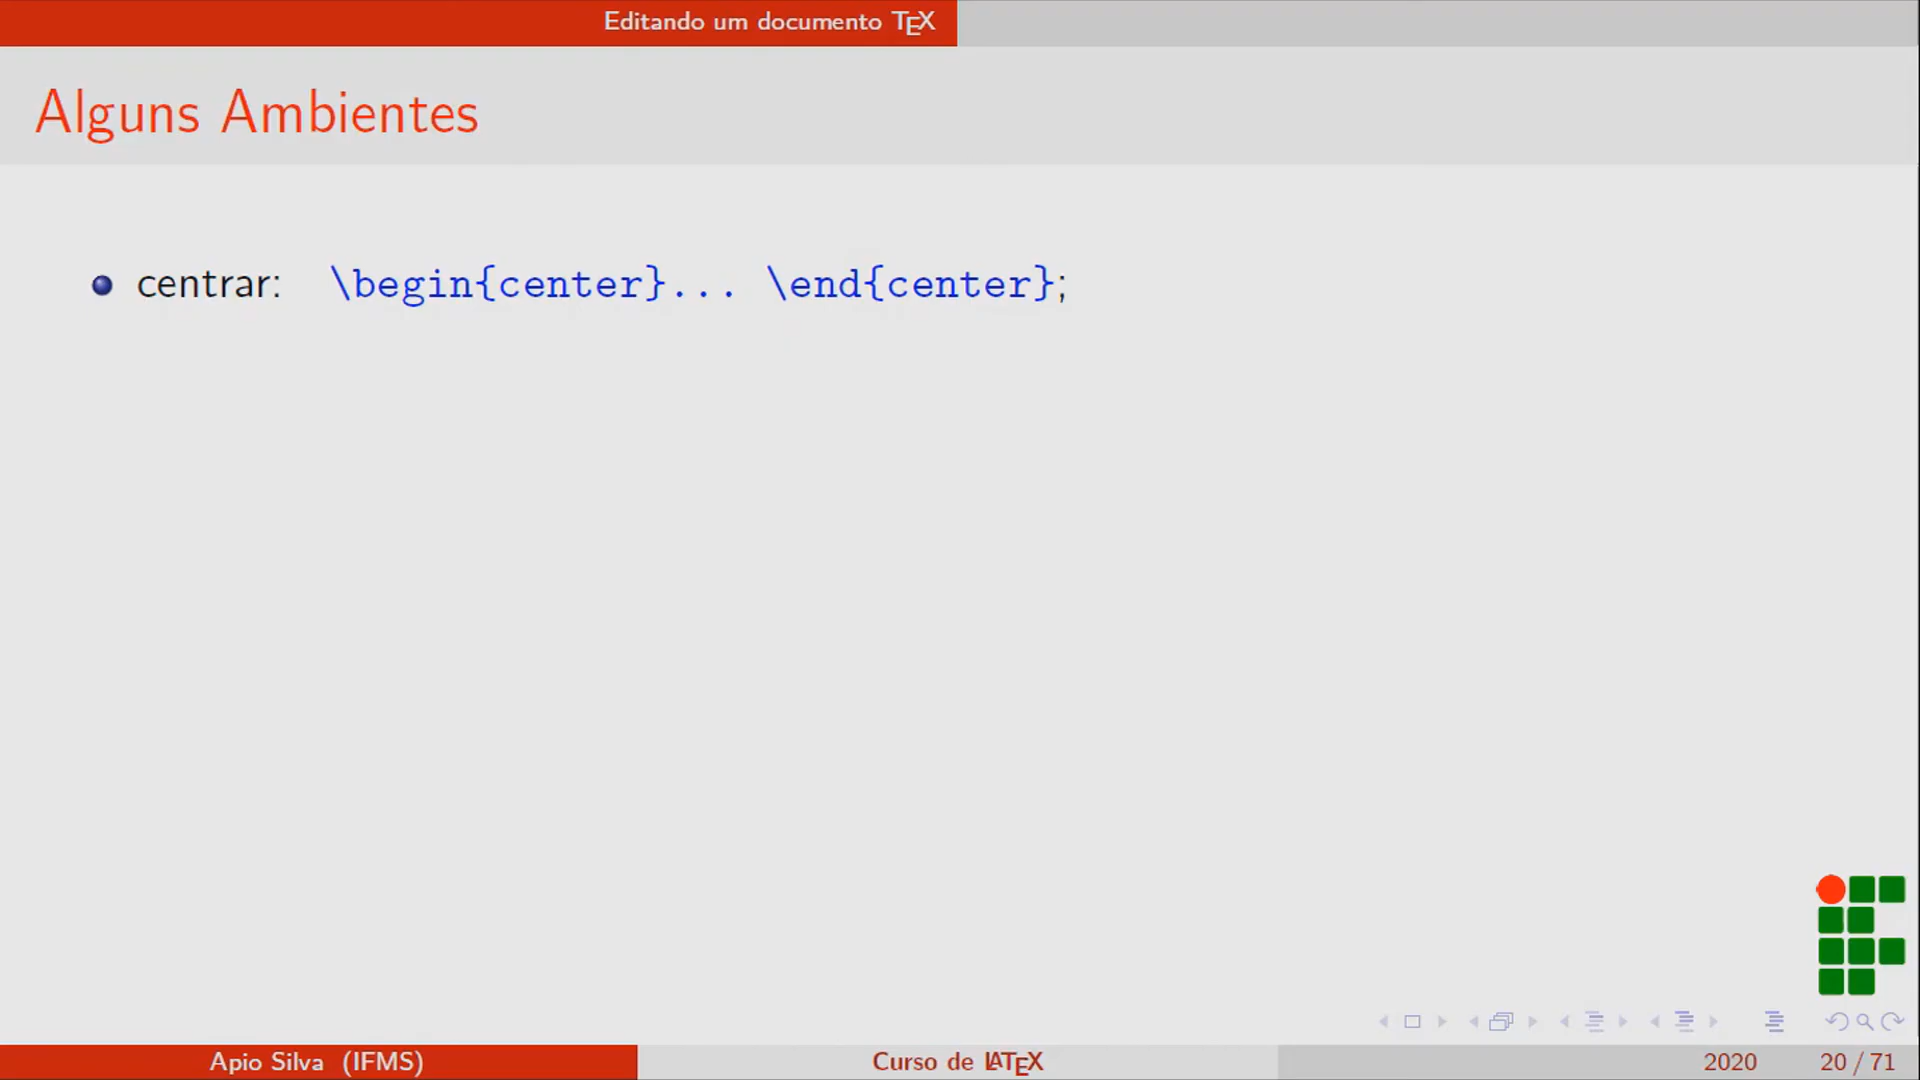 Editando um documento TEX
Alguns Ambientes
centrar: \begin{center}... \end{center};
Apio Silva (IFMS) Curso de LATEX 2020 20 / 71